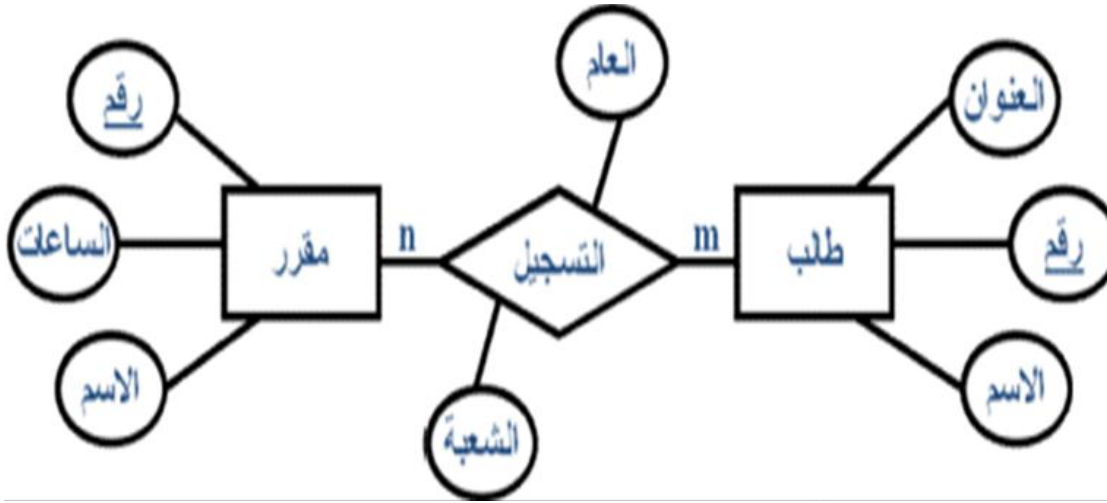 العام
العنوان
رقم
طالب
m
التسجيل
n
مقرر
رقم
الساعات
الاسم
الاسم
الشعبة